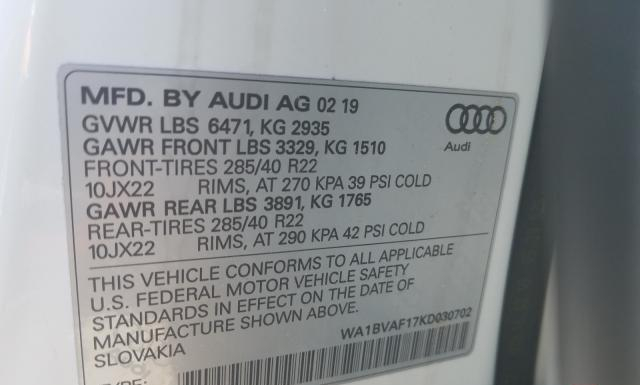 MFD. BY AUDI AG 02 19
GVWR LBS 6471, KG 2935
GAWR FRONT LBS 3329, KG 1510
FRONT-TIRES 285/40 R22
10JX22 RIMS, AT 270 KPA 39 PSI COLD
GAWR REAR LBS 3891, KG 1765
REAR-TIRES 285/40 R22
10JX22 RIMS, AT 290 KPA 42 PSI COLD
THIS VEHICLE CONFORMS TO ALL APPLICABLE
U.S. FEDERAL MOTOR VEHICLE SAFETY
STANDARDS IN EFFECT ON THE DATE OF
MANUFACTURE SHOWN ABOVE.
SLOVAKIA
WA1BVAF17KD030702
TYPE:
Audi